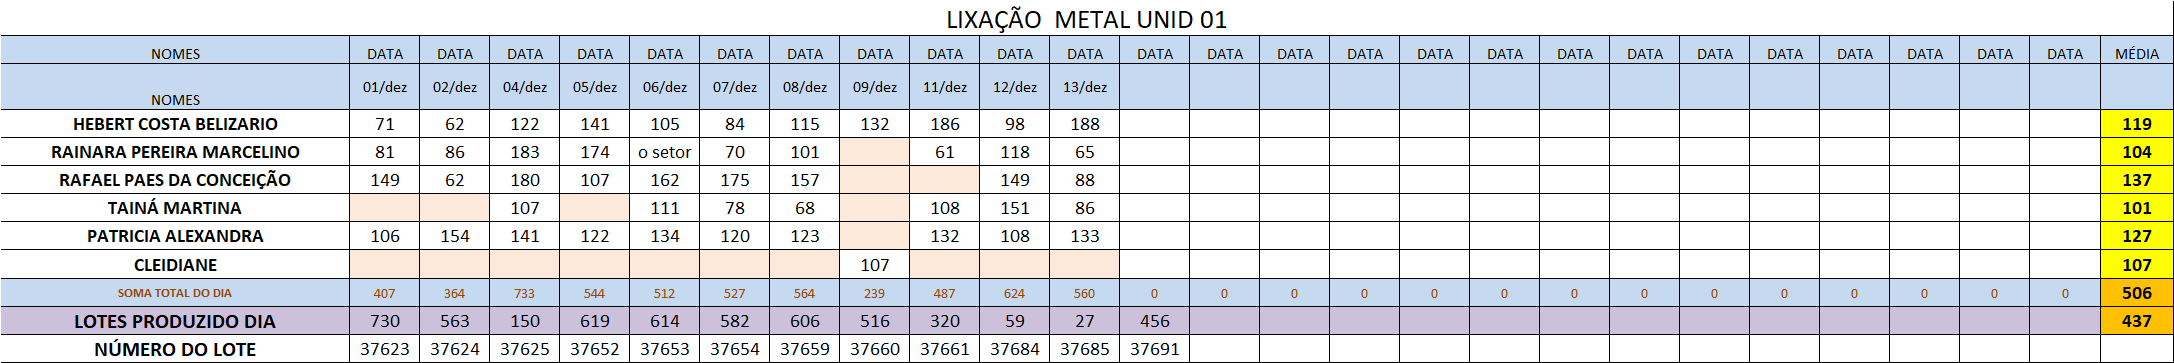 LIXAÇÃO METAL UNID 01
NOMES DATA DATA DATA DATA DATA DATA DATA DATA DATA DATA DATA DATA DATA DATA DATA DATA DATA DATA DATA DATA DATA DATA DATA DATA DATA MÉDIA
NOMES 01/dez 02/dez 04/dez 05/dez 06/dez 07/dez 08/dez 09/dez 11/dez 12/dez 13/dez
HEBERT COSTA BELIZARIO 71 62 122 141 105 84 115 132 186 98 188 119
RAINARA PEREIRA MARCELINO 81 86 183 174 o setor 70 101 61 118 65 104
RAFAEL PAES DA CONCEIÇÃO 149 62 180 107 162 175 157 149 88 137
TAINÁ MARTINA 107 111 78 68 108 151 86 101
PATRICIA ALEXANDRA 106 154 141 122 134 120 123 132 108 133 127
CLEIDIANE 107 107
SOMA TOTAL DO DIA 407 364 733 544 512 527 564 239 487 624 560 0 0 0 0 0 0 0 0 0 0 0 0 0 0 506
LOTES PRODUZIDO DIA 730 563 150 619 614 582 606 516 320 59 27 456 437
NÚMERO DO LOTE 37623 37624 37625 37652 37653 37654 37659 37660 37661 37684 37685 37691